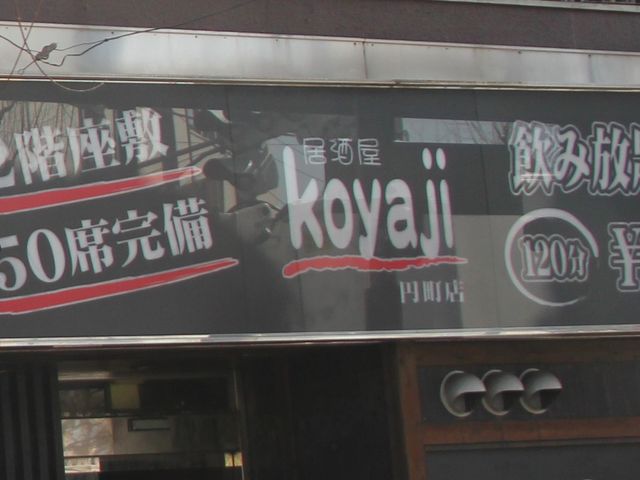 2階座敷
50席完備
居酒屋
koyaji
円町店
飲み放
120分
¥